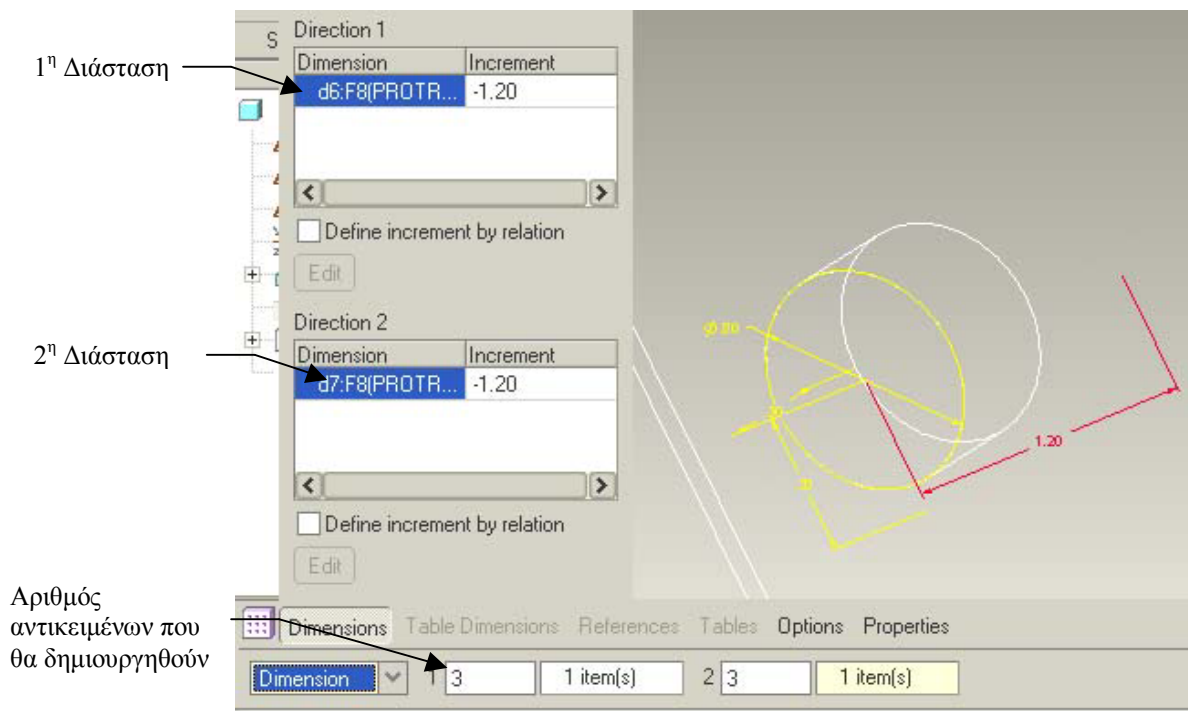 S
Direction 1
Dimension Increment
1η Διάσταση
d6:F8(PROTR... -1.20
Define increment by relation
Edit
Direction 2
Dimension Increment
2η Διάσταση
d7:F8(PROTR... -1.20
1.20
Define increment by relation
Edit
Αριθμός
αντικειμένων που
θα δημιουργηθούν
Dimensions Table Dimensions References Tables Options Properties
Dimension 1 3 1 item(s) 2 3 1 item(s)